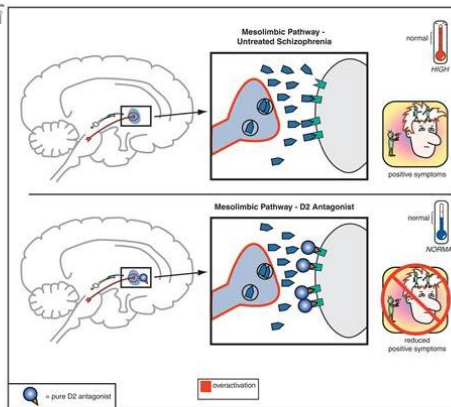 Mesolimbic Pathway -
Untreated Schizophrenia
normal
HIGH
positive symptoms
Mesolimbic Pathway - D2 Antagonist
normal
NORMAL
reduced
positive symptoms
= pure D2 antagonist
overactivation